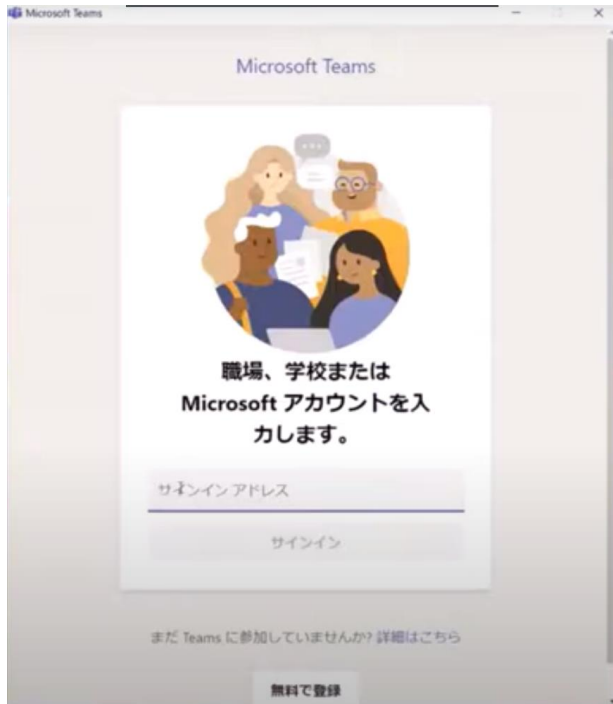 Microsoft Teams
Microsoft Teams
職場、学校または
Microsoft アカウントを入
力します。
サインイン アドレス
サインイン
まだ Teams に参加していませんか? 詳細はこちら
無料で登録